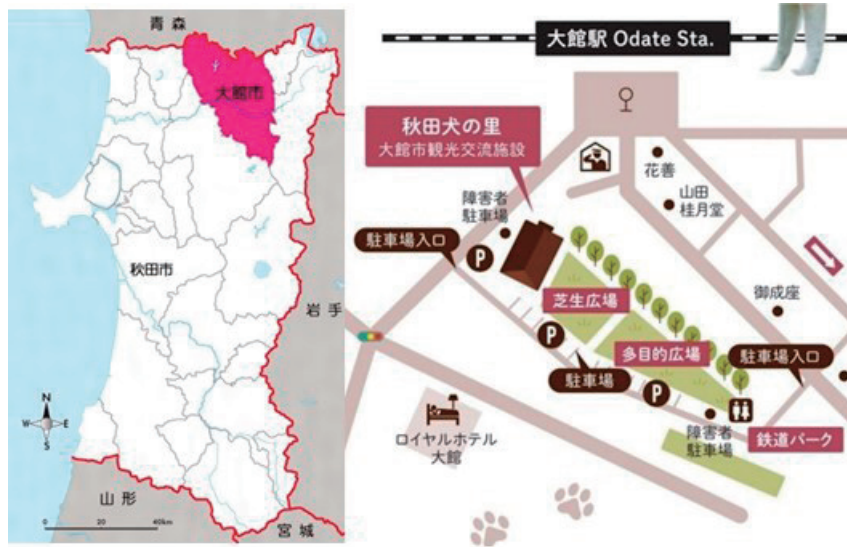 青森
大館市
秋田市
岩手
山形
宮城
N
W
E
S
0
20
40km
大館駅 Odate Sta.
秋田犬の里
大館市観光交流施設
花善
山田
桂月堂
障害者
駐車場
駐車場入口
P
芝生広場
御成座
P
多目的広場
駐車場入口
駐車場
P
ロイヤルホテル
大館
障害者
駐車場
鉄道パーク